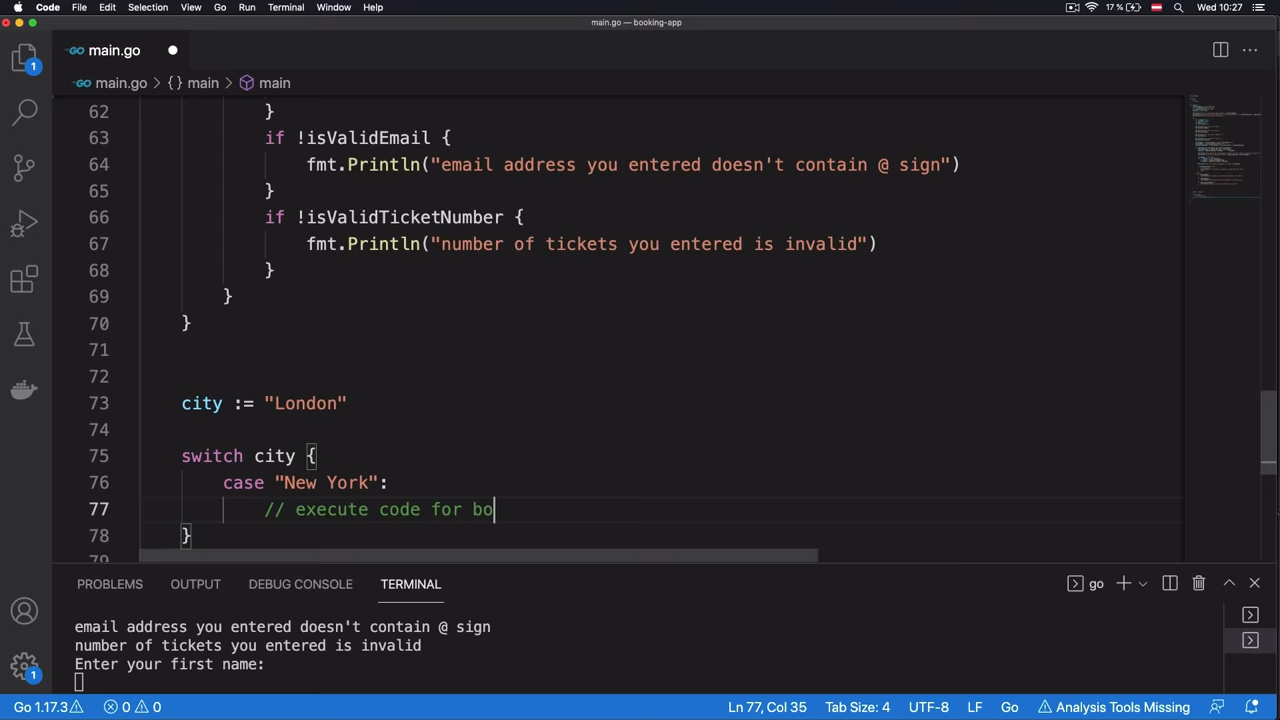 Code File Edit Selection View Go Run Terminal Window Help 17 % Wed 10:27
main.go — booking-app
GO main.go
GO main.go > { } main > main
62 }
63 if !isValidEmail {
64 fmt.Println("email address you entered doesn't contain @ sign")
65 }
66 if !isValidTicketNumber {
67 fmt.Println("number of tickets you entered is invalid")
68 }
69 }
70 }
71
72
73 city := "London"
74
75 switch city {
76 case "New York":
77 // execute code for bo
78 }
79
PROBLEMS OUTPUT DEBUG CONSOLE TERMINAL go
email address you entered doesn't contain @ sign
number of tickets you entered is invalid
Enter your first name:
1
1
Go 1.17.3 0 0 Ln 77, Col 35 Tab Size: 4 UTF-8 LF Go Analysis Tools Missing